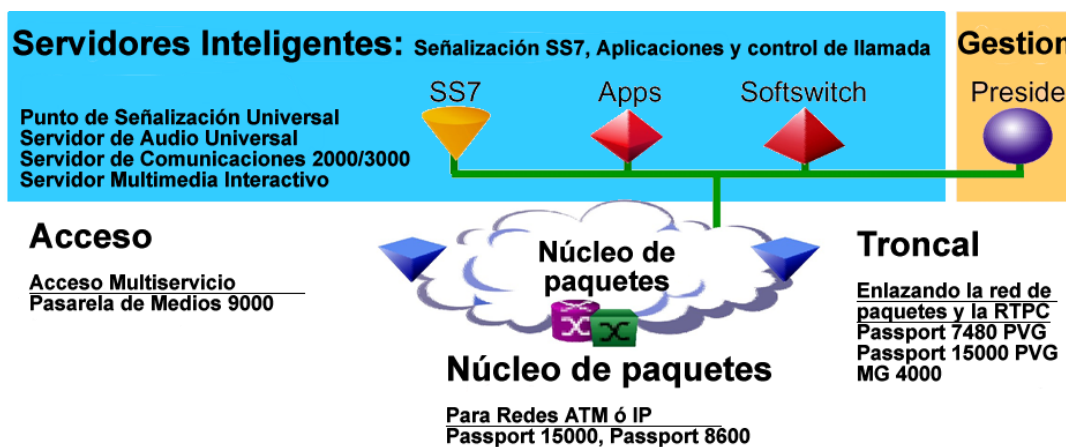 Servidores Inteligentes: Señalización SS7, Aplicaciones y control de llamada
Gestion
SS7
Apps
Softswitch
Preside
Punto de Señalización Universal
Servidor de Audio Universal
Servidor de Comunicaciones 2000/3000
Servidor Multimedia Interactivo
Acceso
Acceso Multiservicio
Pasarela de Medios 9000
Núcleo de
paquetes
Troncal
Enlazando la red de
paquetes y la RTPC
Passport 7480 PVG
Passport 15000 PVG
MG 4000
Núcleo de paquetes
Para Redes ATM ó IP
Passport 15000, Passport 8600